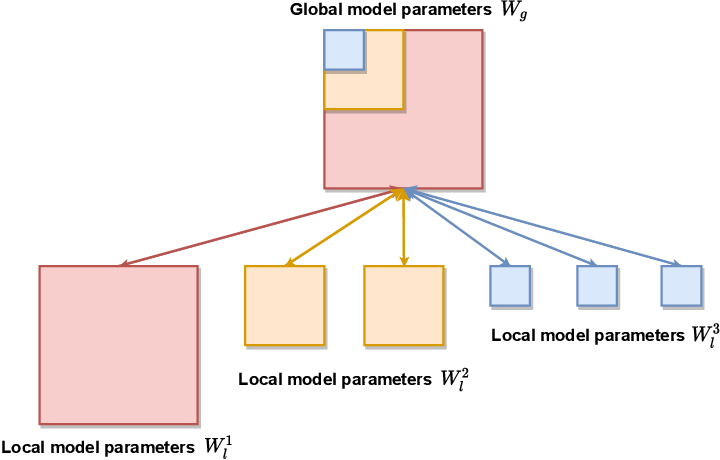 Global model parameters W_g
Local model parameters W_l^3
Local model parameters W_l^2
Local model parameters W_l^1